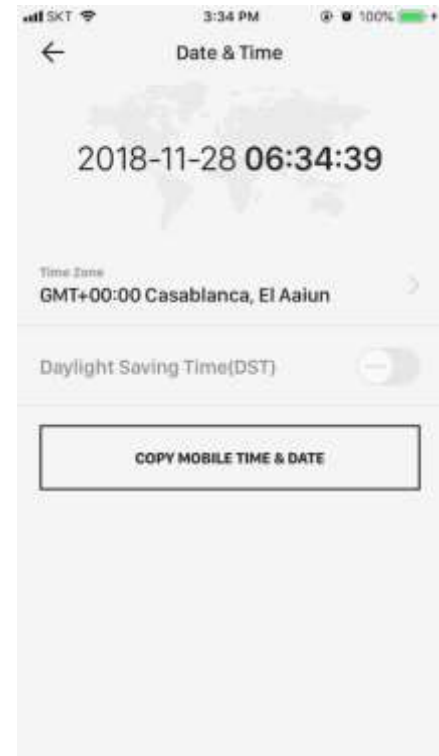 SKT 3:34 PM 100%
Date & Time
2018-11-28 06:34:39
Time Zone
GMT+00:00 Casablanca, El Aaiun
Daylight Saving Time(DST)
COPY MOBILE TIME & DATE